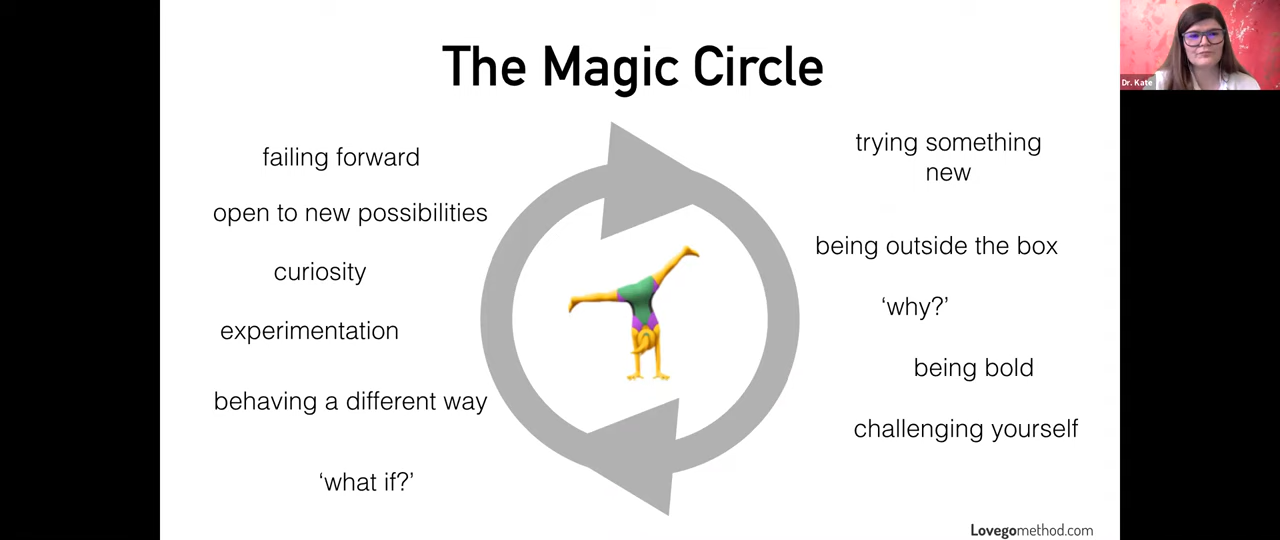 The Magic Circle
Dr. Kate
failing forward
open to new possibilities
curiosity
experimentation
behaving a different way
‘what if?’
trying something
new
being outside the box
‘why?’
being bold
challenging yourself
Lovegomethod.com